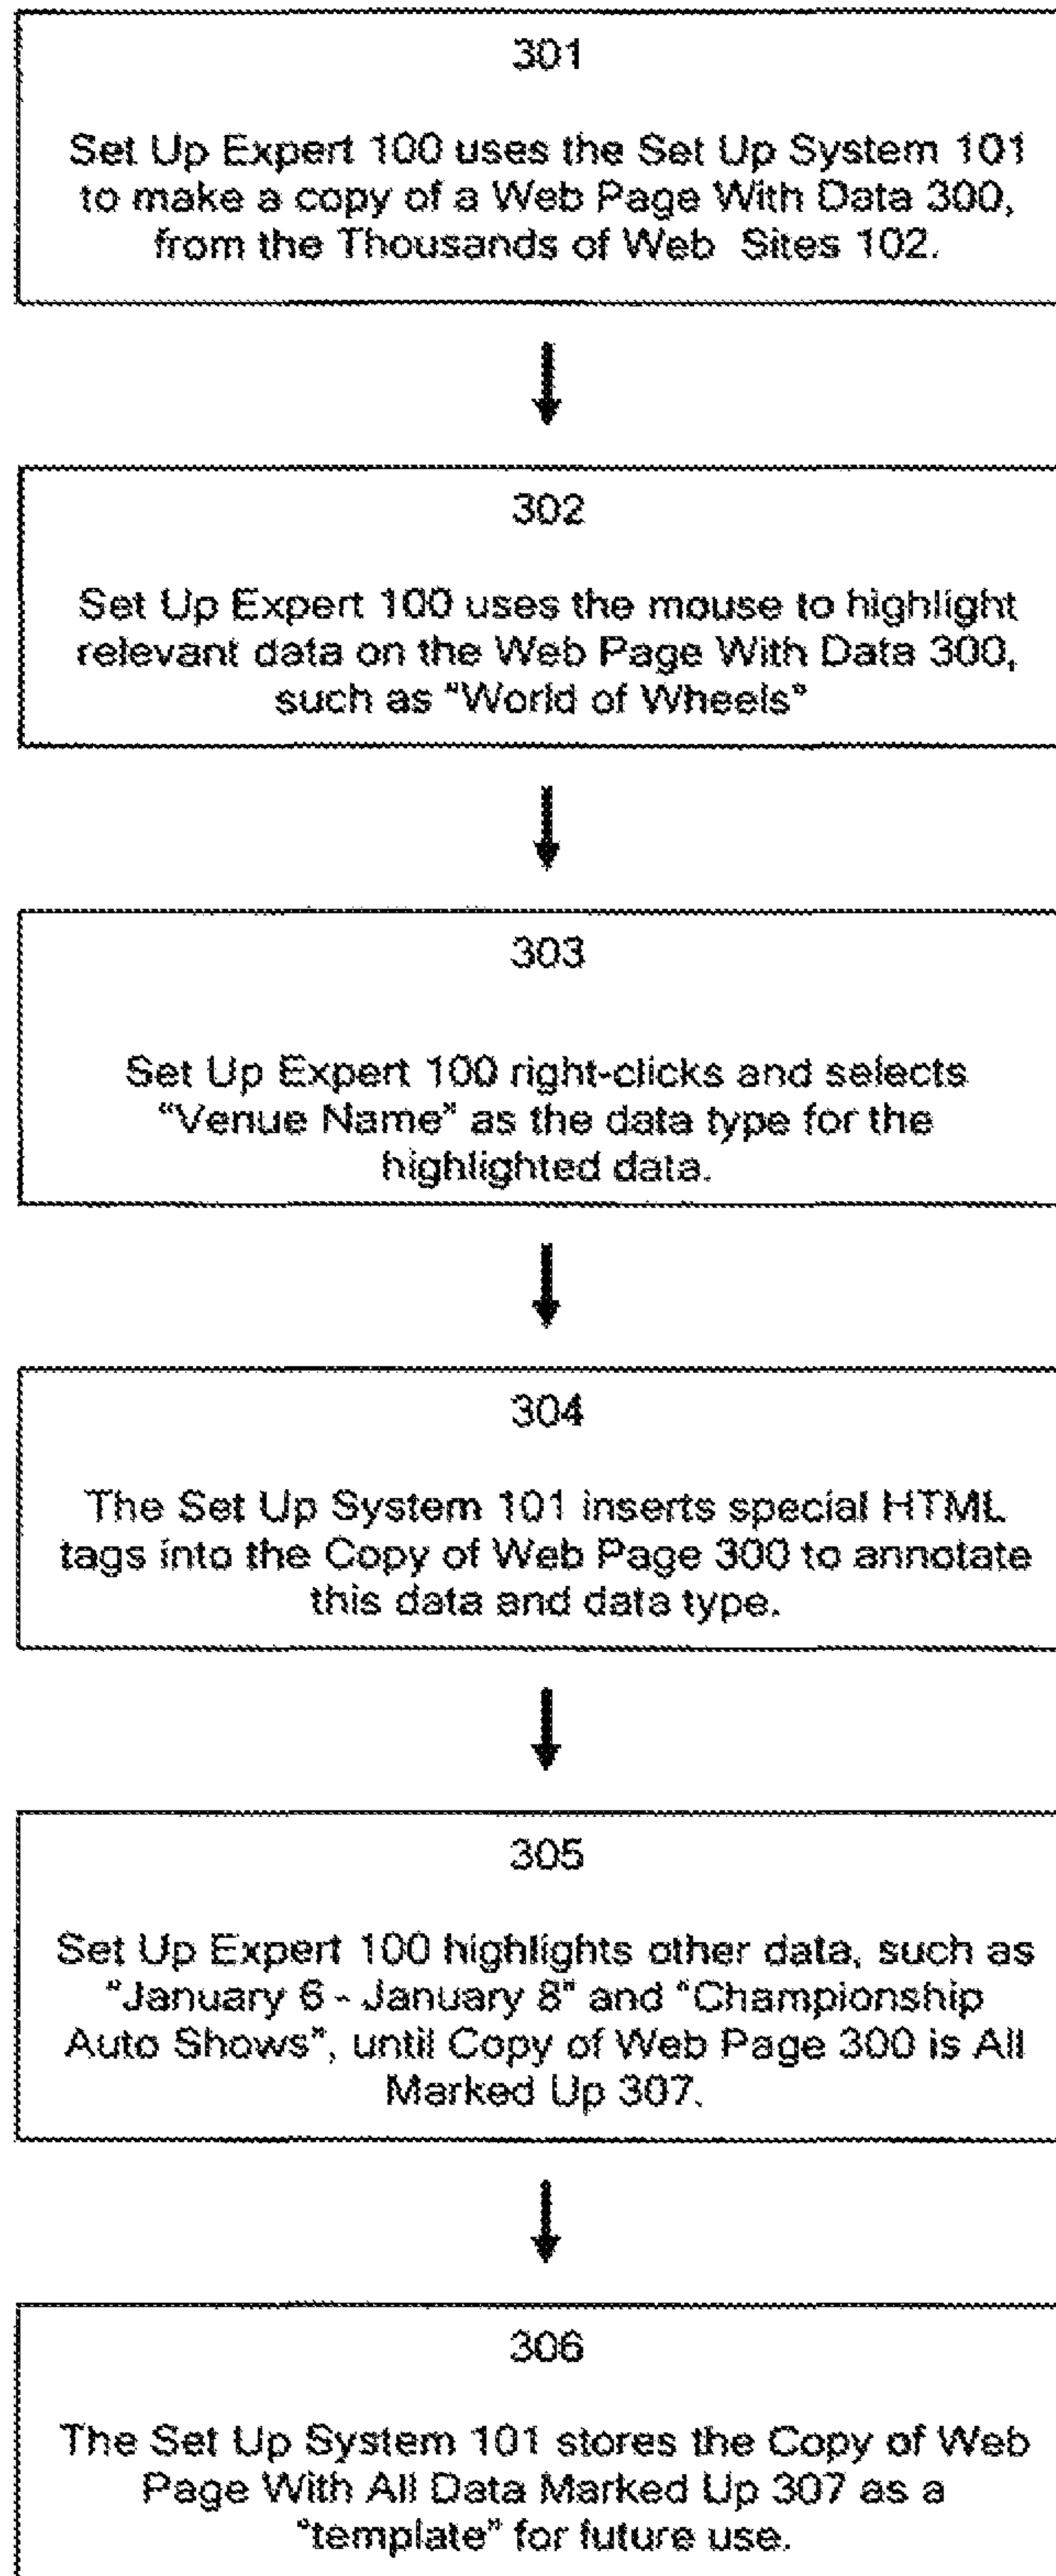 301
Set Up Expert 100 uses the Set Up System 101
to make a copy of a Web Page With Data 300,
from the Thousands of Web Sites 102.
302
Set Up Expert 100 uses the mouse to highlight
relevant data on the Web Page With Data 300,
such as "World of Wheels"
303
Set Up Expert 100 right-clicks and selects
"Venue Name" as the data type for the
highlighted data.
304
The Set Up System 101 inserts special HTML
tags into the Copy of Web Page 300 to annotate
this data and data type.
305
Set Up Expert 100 highlights other data, such as
"January 6 - January 8" and "Championship
Auto Shows", until Copy of Web Page 300 is All
Marked Up 307.
306
The Set Up System 101 stores the Copy of Web
Page With All Data Marked Up 307 as a
"template" for future use.